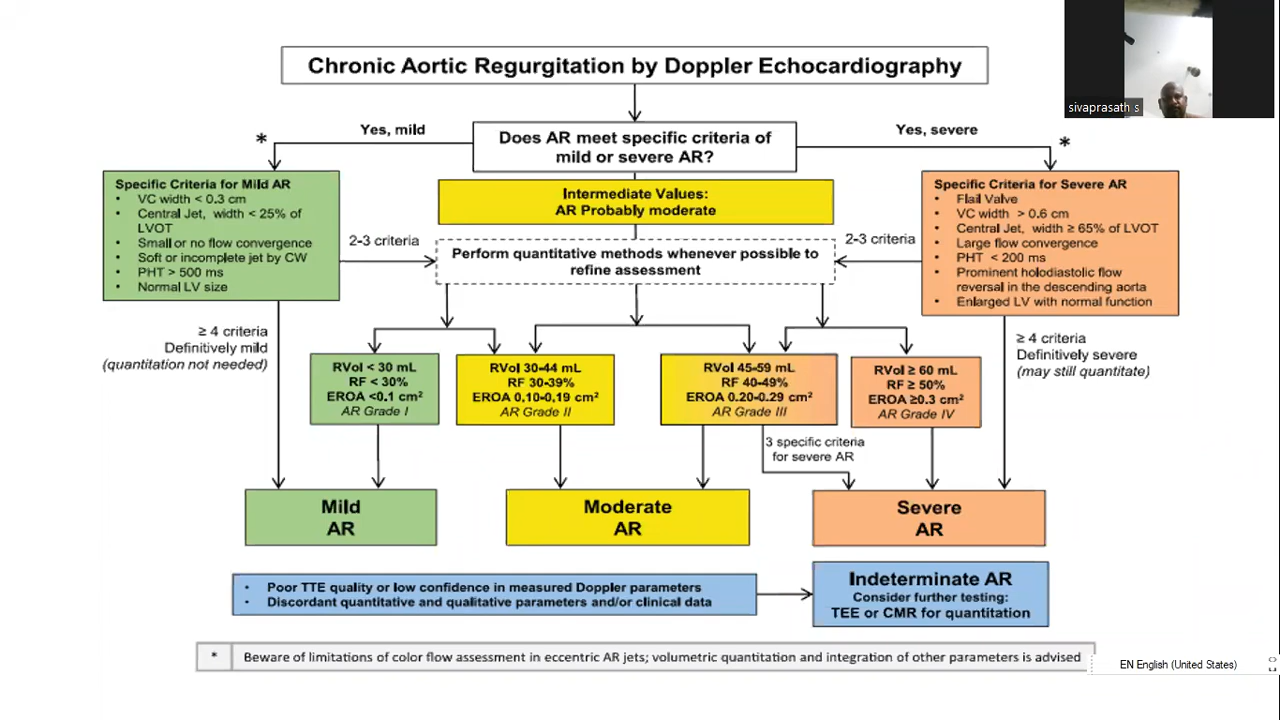 Chronic Aortic Regurgitation by Doppler Echocardiography
sivaprasath s
Yes, mild
Does AR meet specific criteria of
mild or severe AR?
Yes, severe
*
*
Specific Criteria for Mild AR
• VC width < 0.3 cm
• Central Jet, width < 25% of
LVOT
• Small or no flow convergence
• Soft or incomplete jet by CW
• PHT > 500 ms
• Normal LV size
Intermediate Values:
AR Probably moderate
Specific Criteria for Severe AR
• Flail Valve
• VC width > 0.6 cm
• Central Jet, width ≥ 65% of LVOT
• Large flow convergence
• PHT < 200 ms
• Prominent holodiastolic flow
reversal in the descending aorta
• Enlarged LV with normal function
2-3 criteria
Perform quantitative methods whenever possible to
refine assessment
2-3 criteria
≥ 4 criteria
Definitively mild
(quantitation not needed)
≥ 4 criteria
Definitively severe
(may still quantitate)
RVol < 30 mL
RF < 30%
EROA <0.1 cm²
AR Grade I
RVol 30-44 mL
RF 30-39%
EROA 0,10-0,19 cm²
AR Grade II
RVol 45-59 mL
RF 40-49%
EROA 0.20-0.29 cm²
AR Grade III
RVol ≥ 60 mL
RF ≥ 50%
EROA ≥0.3 cm²
AR Grade IV
3 specific criteria
for severe AR
Mild
AR
Moderate
AR
Severe
AR
• Poor TTE quality or low confidence in measured Doppler parameters
• Discordant quantitative and qualitative parameters and/or clinical data
Indeterminate AR
Consider further testing:
TEE or CMR for quantitation
* Beware of limitations of color flow assessment in eccentric AR jets; volumetric quantitation and integration of other parameters is advised
EN English (United States)